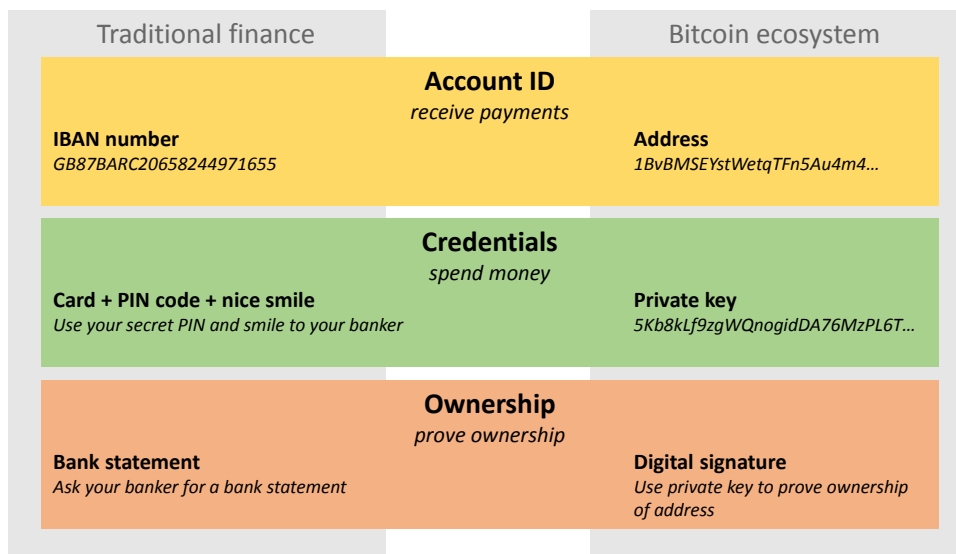 Traditional finance
Bitcoin ecosystem
Account ID
receive payments
IBAN number
GB87BARC20658244971655
Address
1BvBMSEYstWetqTFn5Au4m4…
Credentials
spend money
Card + PIN code + nice smile
Use your secret PIN and smile to your banker
Private key
5Kb8kLf9zgWQnogidDA76MzPL6T…
Ownership
prove ownership
Bank statement
Ask your banker for a bank statement
Digital signature
Use private key to prove ownership
of address